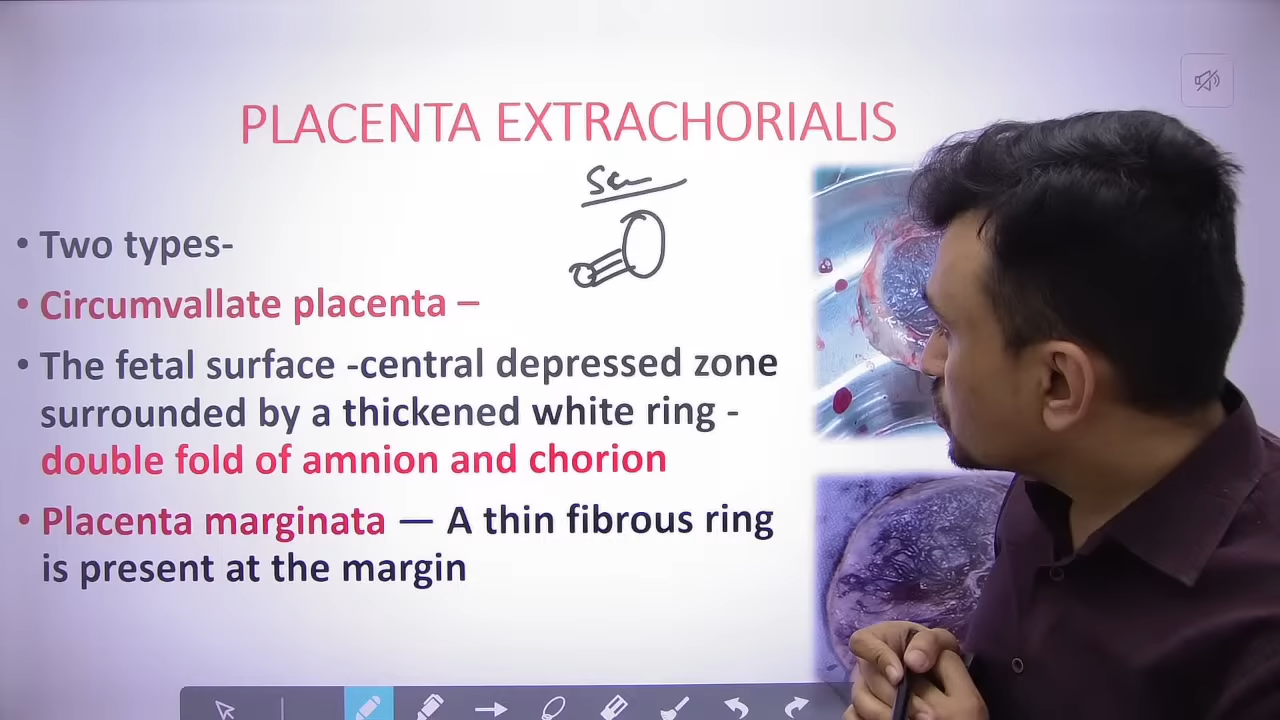 PLACENTA EXTRACHORIALIS
• Two types-
• Circumvallate placenta –
• The fetal surface -central depressed zone
surrounded by a thickened white ring -
double fold of amnion and chorion
• Placenta marginata — A thin fibrous ring
is present at the margin